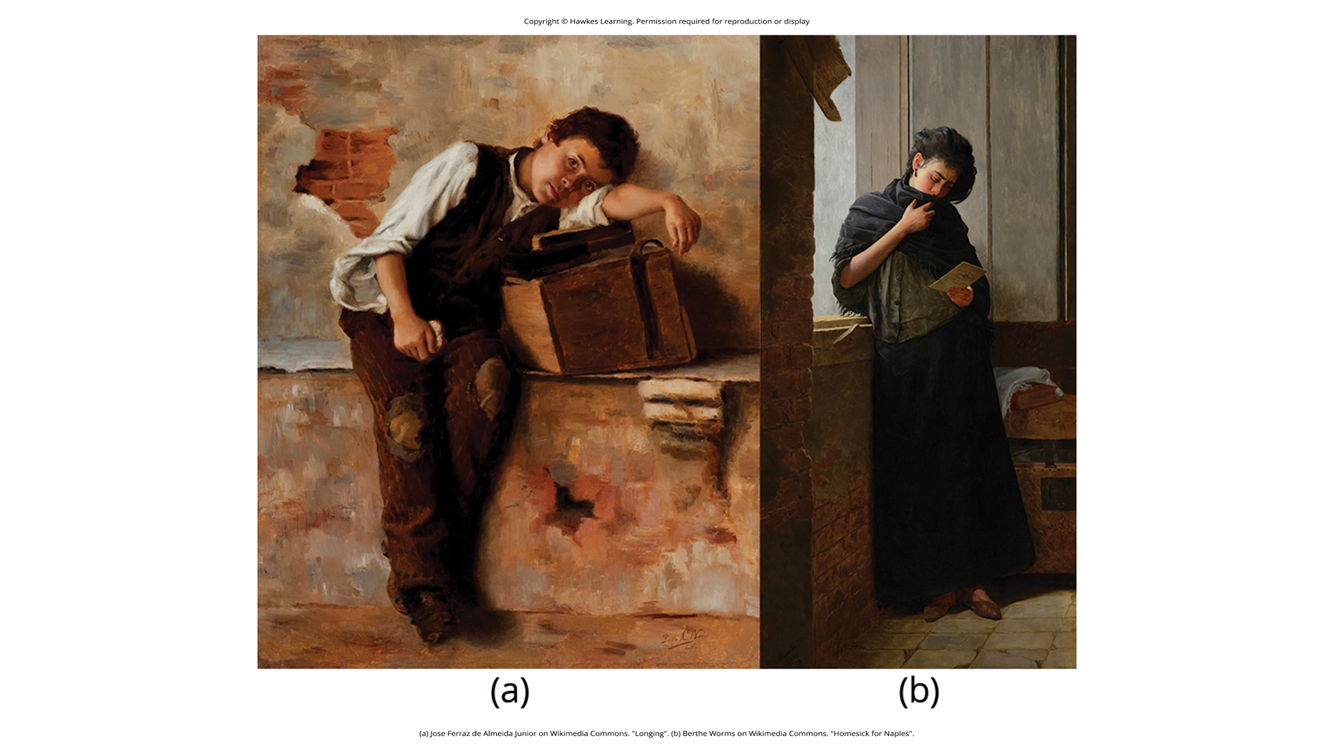 Copyright © Hawkes Learning. Permission required for reproduction or display
(a)
(b)
(a) Jose Ferraz de Almeida Junior on Wikimedia Commons. "Longing". (b) Berthe Worms on Wikimedia Commons. "Homesick for Naples".